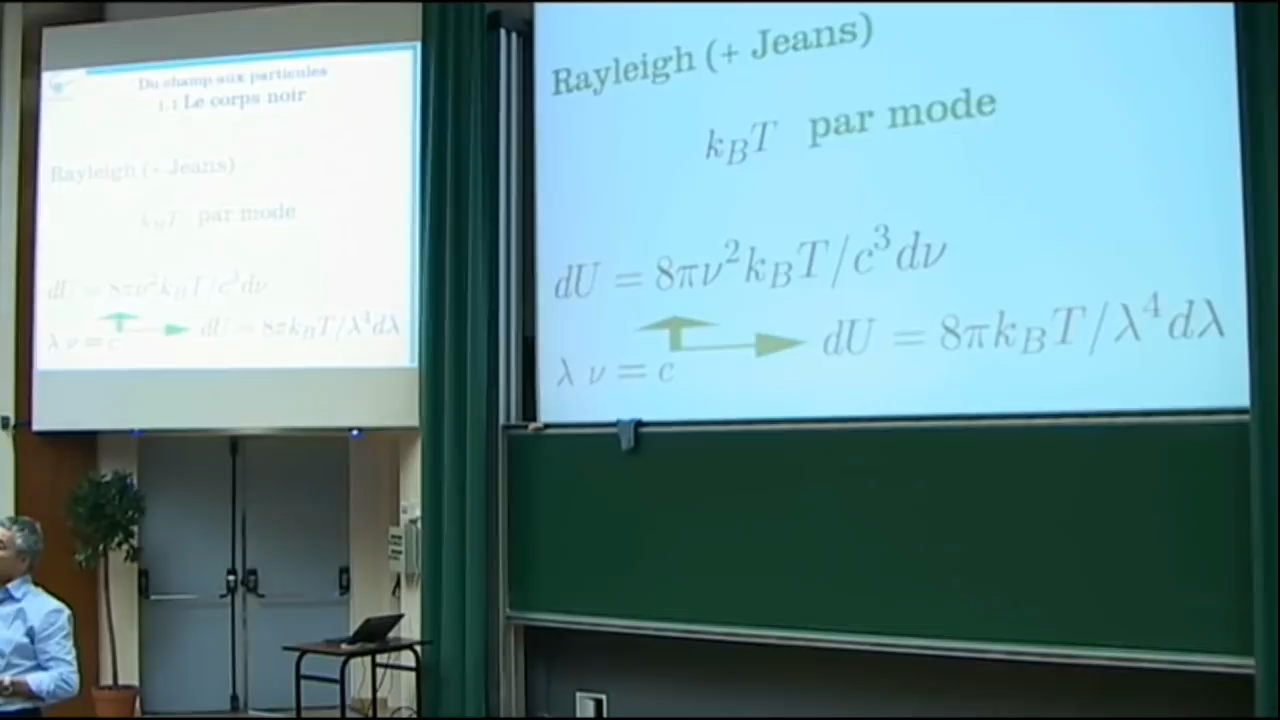 Du champ aux particules
1.1 Le corps noir
Rayleigh (+ Jeans)
k_BT par mode
dU = 8πν²k_BT/c³dν
dU = 8πk_BT/λ⁴dλ
λ ν = c
Rayleigh (+ Jeans)
k_BT par mode
dU = 8πν²k_BT/c³dν
dU = 8πk_BT/λ⁴dλ
λ ν = c